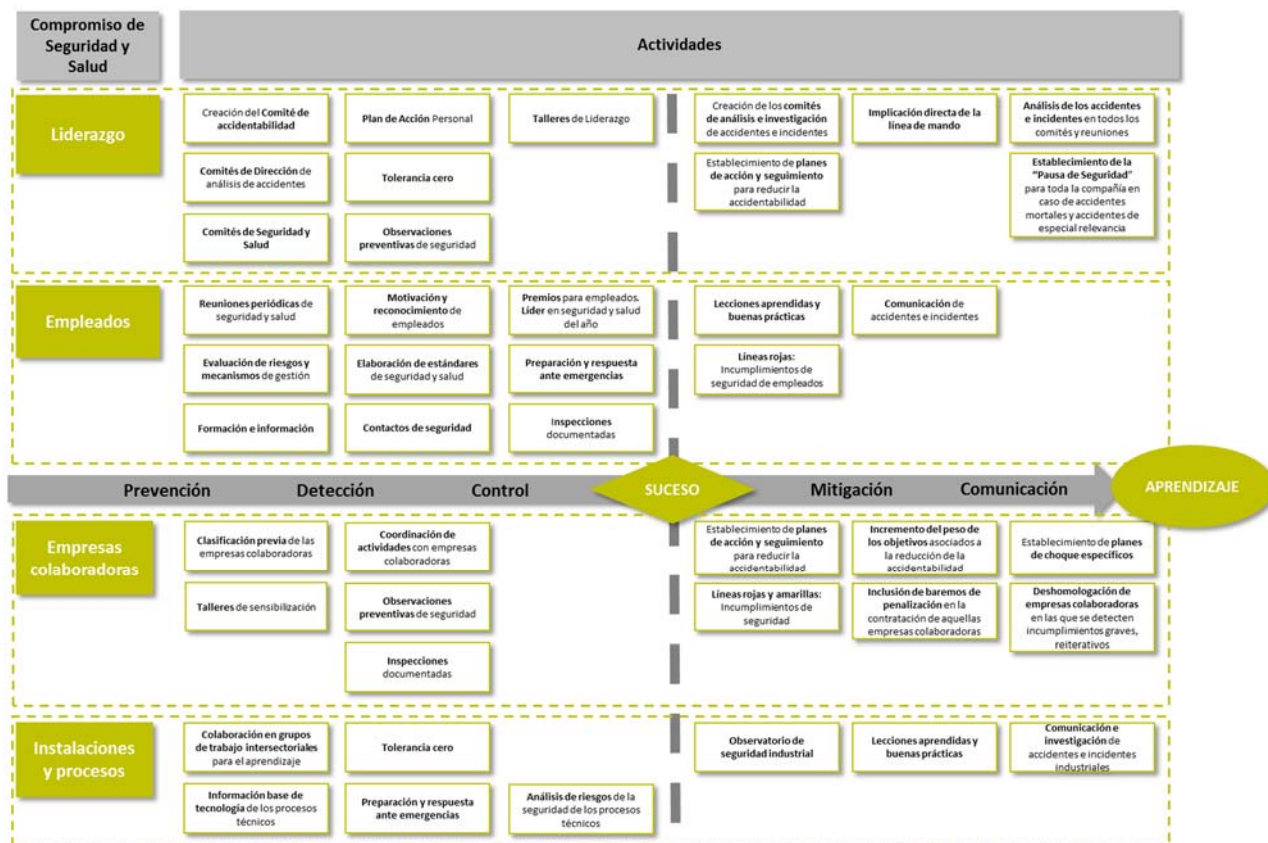 Compromiso de
Seguridad y
Salud
Actividades
Liderazgo
Creación del Comité de
accidentabilidad
Plan de Acción Personal
Talleres de Liderazgo
Creación de los comités
de análisis e investigación
de accidentes e incidentes
Implicación directa de la
línea de mando
Análisis de los accidentes
e incidentes en todos los
comités y reuniones
Comités de Dirección de
análisis de accidentes
Tolerancia cero
Establecimiento de planes
de acción y seguimiento
para reducir la
accidentabilidad
Establecimiento de la
"Pausa de Seguridad"
para toda la compañía en
caso de accidentes
mortales y accidentes de
especial relevancia
Comités de Seguridad y
Salud
Observaciones
preventivas de seguridad
Empleados
Reuniones periódicas de
seguridad y salud
Motivación y
reconocimiento de
empleados
Premios para empleados.
Líder en seguridad y salud
del año
Lecciones aprendidas y
buenas prácticas
Comunicación de
accidentes e incidentes
Evaluación de riesgos y
mecanismos de gestión
Elaboración de estándares
de seguridad y salud
Preparación y respuesta
ante emergencias
Líneas rojas:
Incumplimientos de
seguridad de empleados
Formación e información
Contactos de seguridad
Inspecciones
documentadas
Prevención
Detección
Control
SUCESO
Mitigación
Comunicación
APRENDIZAJE
Empresas
colaboradoras
Clasificación previa de las
empresas colaboradoras
Coordinación de
actividades con empresas
colaboradoras
Establecimiento de planes
de acción y seguimiento
para reducir la
accidentabilidad
Incremento del peso de
los objetivos asociados a
la reducción de la
accidentabilidad
Establecimiento de planes
de choque específicos
Talleres de sensibilización
Observaciones
preventivas de seguridad
Líneas rojas y amarillas:
Incumplimientos de
seguridad
Inclusión de baremos de
penalización en la
contratación de aquellas
empresas colaboradoras
Deshomologación de
empresas colaboradoras
en las que se detecten
incumplimientos graves,
reiterativos
Inspecciones
documentadas
Instalaciones
y procesos
Colaboración en grupos
de trabajo intersectoriales
para el aprendizaje
Tolerancia cero
Observatorio de
seguridad industrial
Lecciones aprendidas y
buenas prácticas
Comunicación e
investigación de
accidentes e incidentes
industriales
Información base de
tecnología de los procesos
técnicos
Preparación y respuesta
ante emergencias
Análisis de riesgos de la
seguridad de los procesos
técnicos